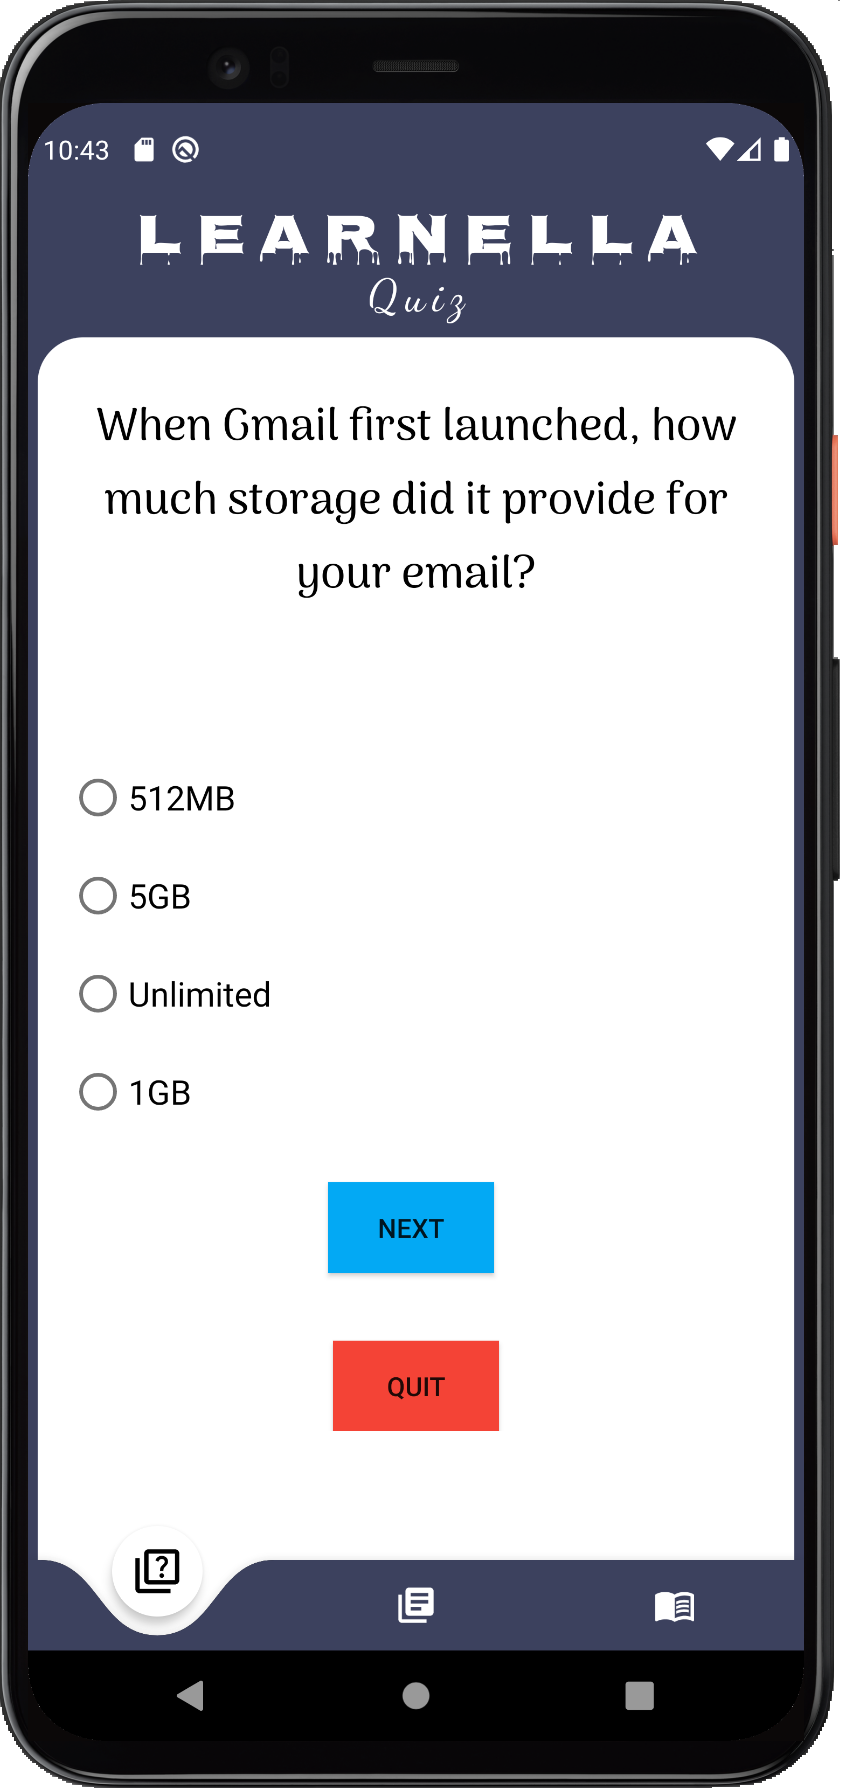 10:43
LEARNELLA
Quiz
When Gmail first launched, how
much storage did it provide for
your email?
512MB
5GB
Unlimited
1GB
NEXT
QUIT
?